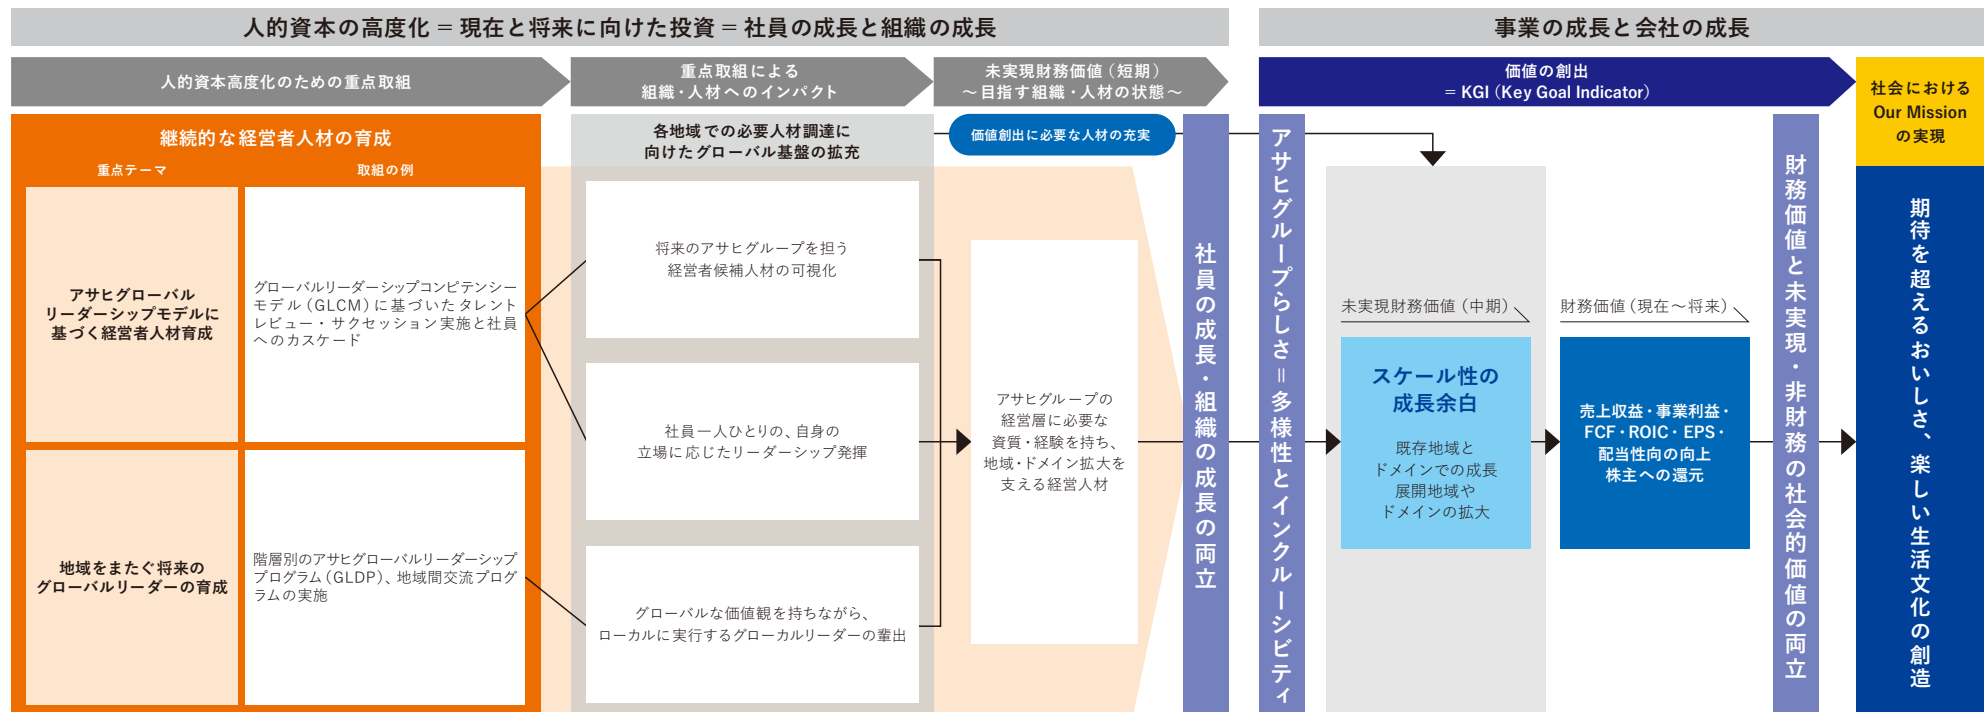 人的資本の高度化 = 現在と将来に向けた投資 = 社員の成長と組織の成長
事業の成長と会社の成長
人的資本高度化のための重点取組
重点取組による
組織・人材へのインパクト
未実現財務価値（短期）
～目指す組織・人材の状態～
価値の創出
= KGI（Key Goal Indicator）
社会における
Our Mission
の実現
継続的な経営者人材の育成
重点テーマ
取組の例
アサヒグローバル
リーダーシップモデルに
基づく経営者人材育成
グローバルリーダーシップコンピテンシー
モデル（GLCM）に基づいたタレント
レビュー・サクセッション実施と社員
へのカスケード
地域をまたぐ将来の
グローバルリーダーの育成
階層別のアサヒグローバルリーダーシップ
プログラム（GLDP）、地域間交流プログ
ラムの実施
各地域での必要人材調達に
向けたグローバル基盤の拡充
将来のアサヒグループを担う
経営者候補人材の可視化
社員一人ひとりの、自身の
立場に応じたリーダーシップ発揮
グローバルな価値観を持ちながら、
ローカルに実行するグローカルリーダーの輩出
価値創出に必要な人材の充実
アサヒグループの
経営層に必要な
資質・経験を持ち、
地域・ドメイン拡大を
支える経営人材
社員の成長・組織の成長の両立
アサヒグループらしさ＝多様性とインクルーシビティ
未実現財務価値（中期）
スケール性の
成長余白
既存地域と
ドメインでの成長
展開地域や
ドメインの拡大
財務価値（現在～将来）
売上収益・事業利益・
FCF・ROIC・EPS・
配当性向の向上
株主への還元
財務価値と未実現・非財務の社会的価値の両立
期待を超えるおいしさ、楽しい生活文化の創造